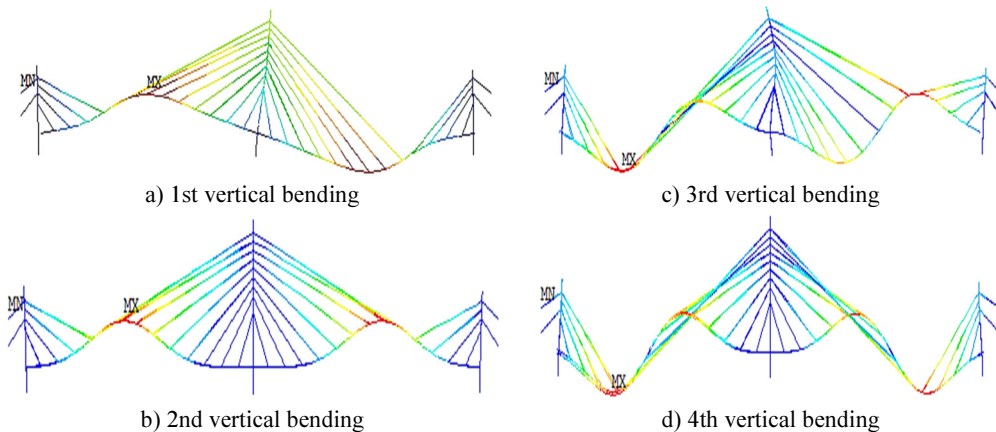 MN
MX
a) 1st vertical bending
MN
MX
c) 3rd vertical bending
MN
MX
b) 2nd vertical bending
MN
MX
d) 4th vertical bending